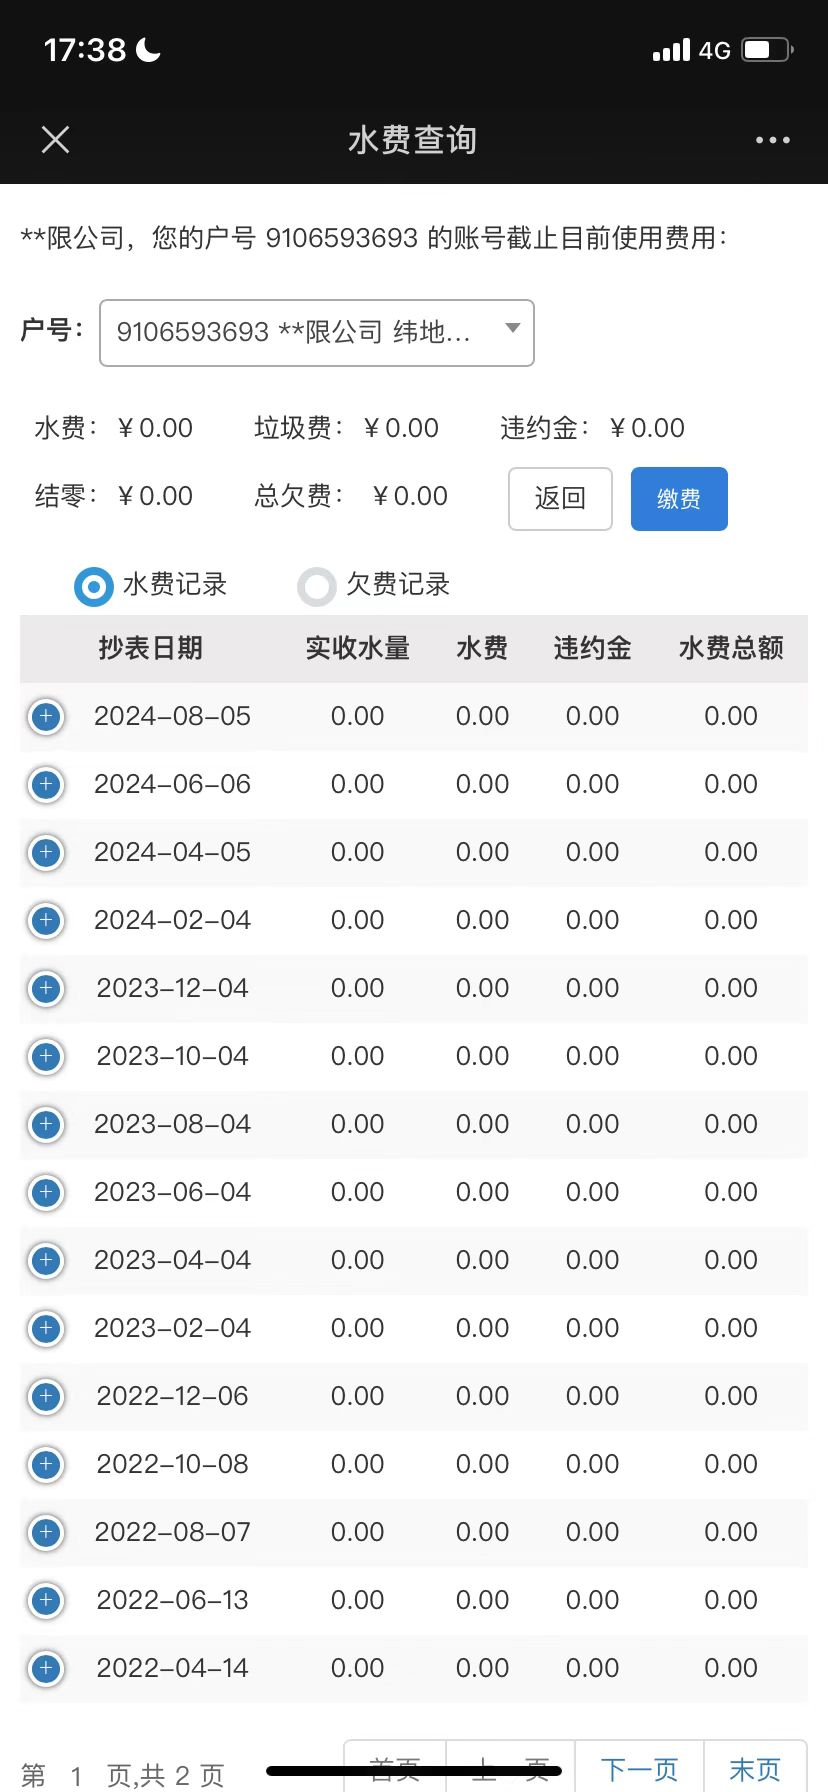 17:38 4G
水费查询
**限公司，您的户号 9106593693 的账号截止目前使用费用：
户号： 9106593693 **限公司 纬地...
水费： ￥0.00 垃圾费： ￥0.00 违约金： ￥0.00
结零： ￥0.00 总欠费： ￥0.00 返回 缴费
水费记录 欠费记录
抄表日期 实收水量 水费 违约金 水费总额
2024-08-05 0.00 0.00 0.00 0.00
2024-06-06 0.00 0.00 0.00 0.00
2024-04-05 0.00 0.00 0.00 0.00
2024-02-04 0.00 0.00 0.00 0.00
2023-12-04 0.00 0.00 0.00 0.00
2023-10-04 0.00 0.00 0.00 0.00
2023-08-04 0.00 0.00 0.00 0.00
2023-06-04 0.00 0.00 0.00 0.00
2023-04-04 0.00 0.00 0.00 0.00
2023-02-04 0.00 0.00 0.00 0.00
2022-12-06 0.00 0.00 0.00 0.00
2022-10-08 0.00 0.00 0.00 0.00
2022-08-07 0.00 0.00 0.00 0.00
2022-06-13 0.00 0.00 0.00 0.00
2022-04-14 0.00 0.00 0.00 0.00
第 1 页,共 2 页 首页 上一页 下一页 末页